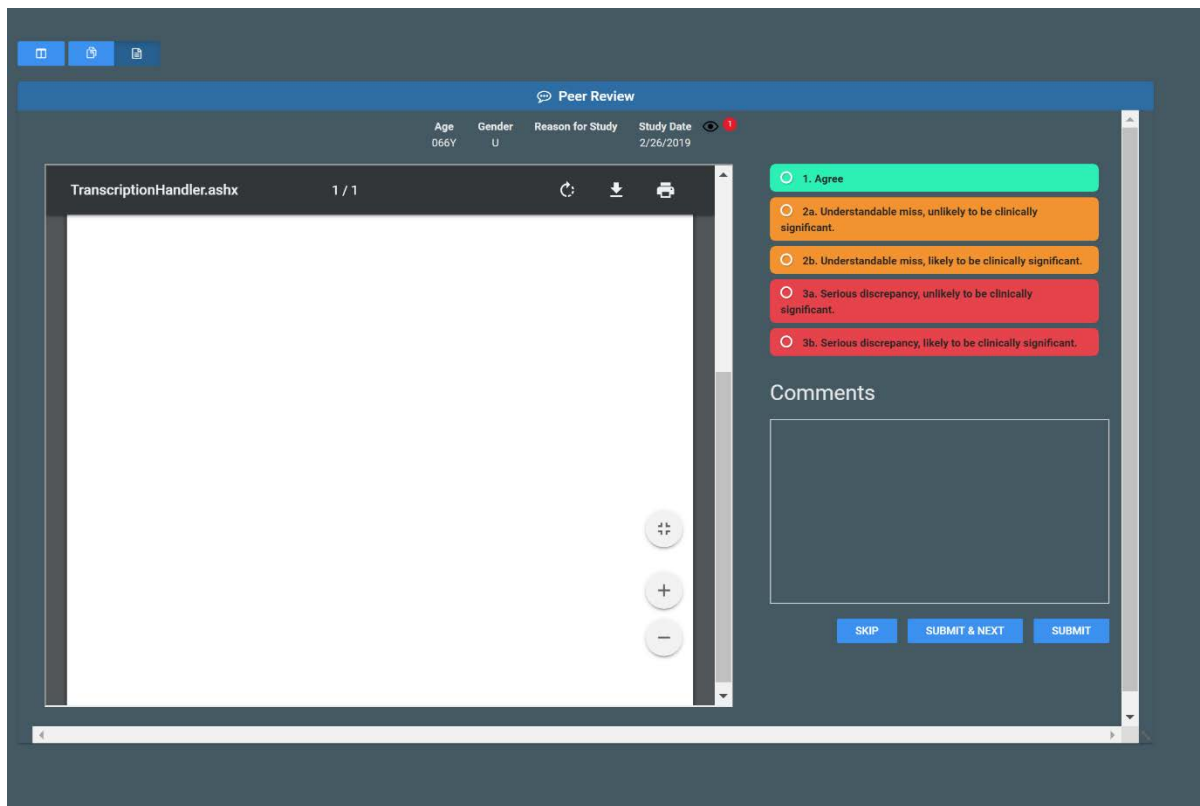 Peer Review
Age Gender Reason for Study Study Date 1
066Y U 2/26/2019
TranscriptionHandler.ashx 1 / 1
1. Agree
2a. Understandable miss, unlikely to be clinically
significant.
2b. Understandable miss, likely to be clinically significant.
3a. Serious discrepancy, unlikely to be clinically
significant.
3b. Serious discrepancy, likely to be clinically significant.
Comments
SKIP SUBMIT & NEXT SUBMIT